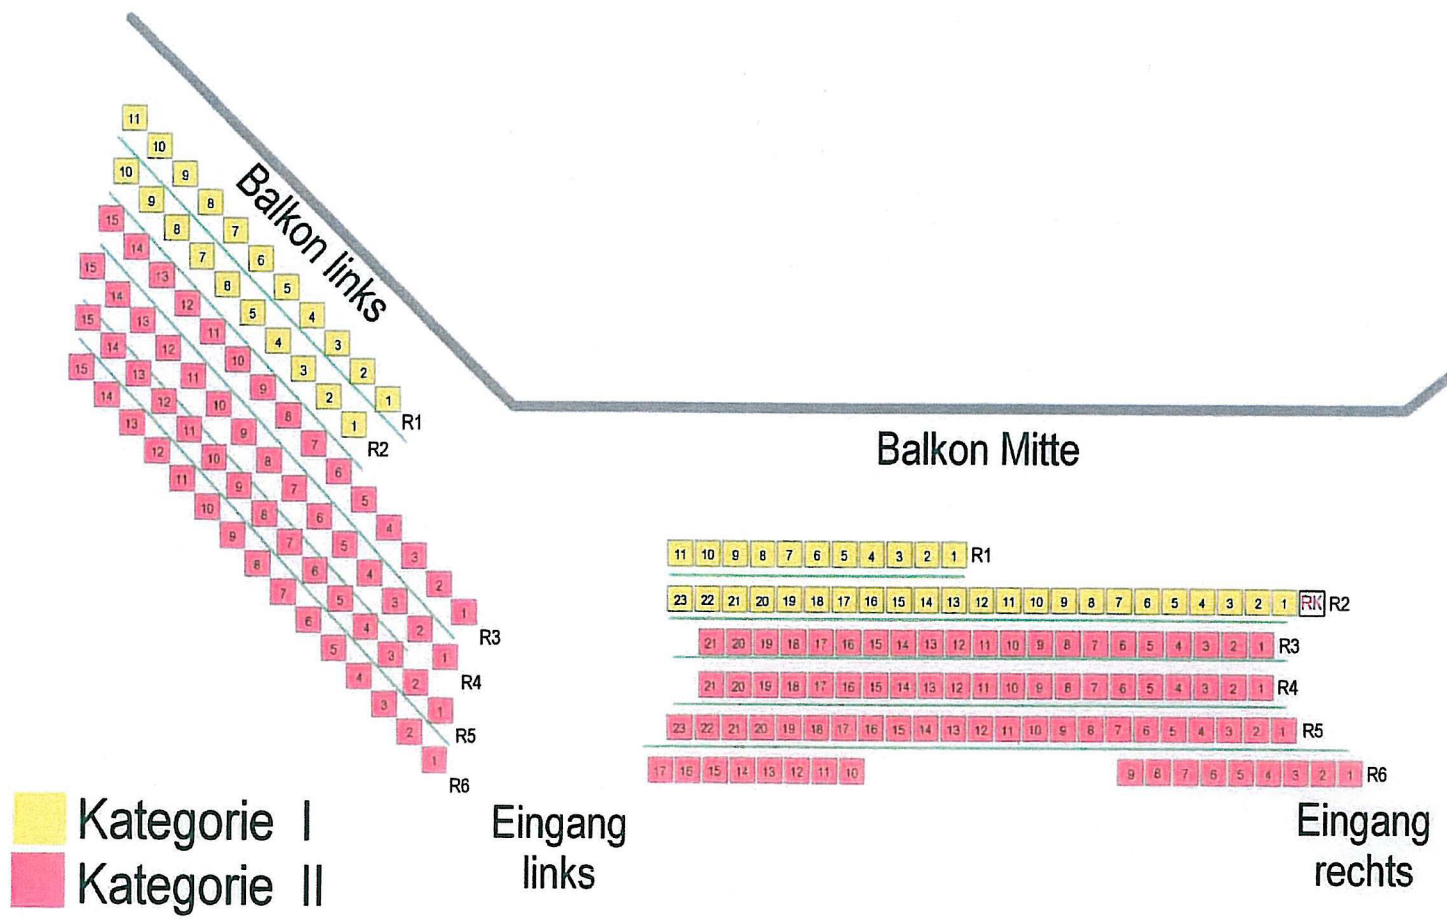 Balkon links
11 10 9 8 7 6 5 4 3 2 1 R1
10 9 8 7 8 5 4 3 2 1 R2
15 14 13 12 11 10 9 8 7 6 5 4 3 2 1 R3
15 14 13 12 11 10 9 8 7 6 5 4 3 2 1 R4
15 14 13 12 11 10 9 8 7 6 5 4 3 2 1 R5
15 14 13 12 11 10 9 8 7 6 5 4 3 2 1 R6
Balkon Mitte
11 10 9 8 7 6 5 4 3 2 1 R1
23 22 21 20 19 18 17 16 15 14 13 12 11 10 9 8 7 6 5 4 3 2 1 RK R2
21 20 19 18 17 16 15 14 13 12 11 10 9 8 7 6 5 4 3 2 1 R3
21 20 19 18 17 16 15 14 13 12 11 10 9 8 7 6 5 4 3 2 1 R4
23 22 21 20 19 18 17 16 15 14 13 12 11 10 9 8 7 6 5 4 3 2 1 R5
17 16 15 14 13 12 11 10 9 8 7 6 5 4 3 2 1 R6
Kategorie I
Kategorie II
Eingang
links
Eingang
rechts